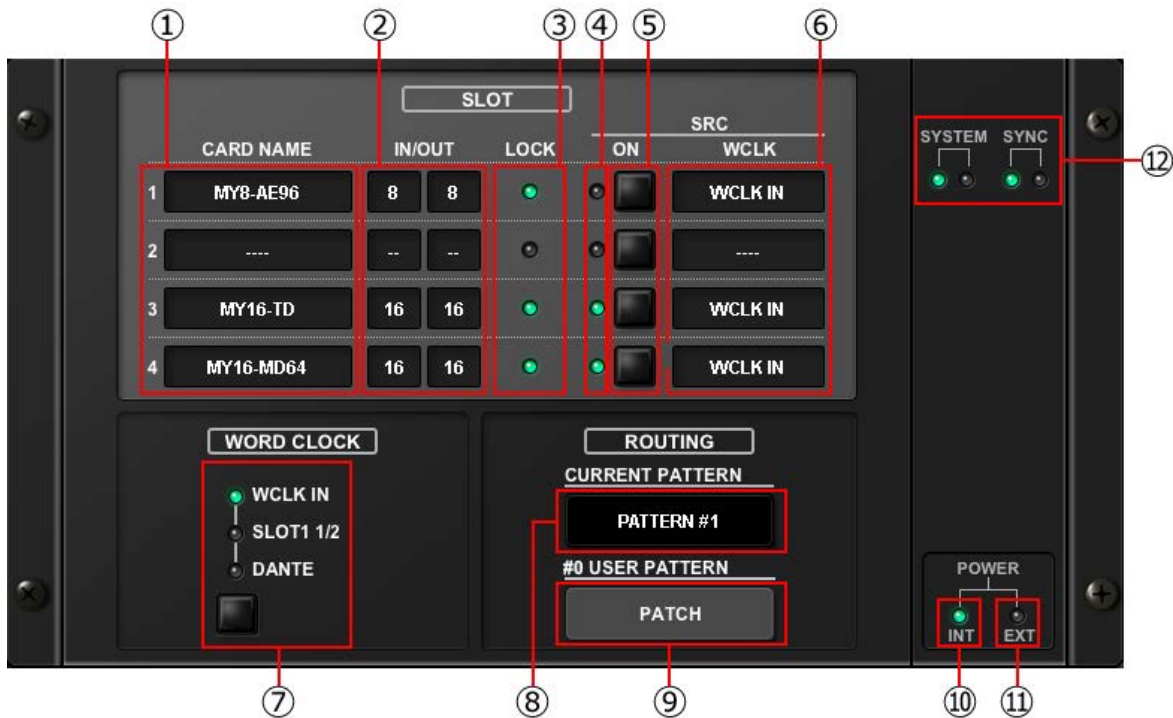 ① ② ③ ④ ⑤ ⑥
SLOT
SRC
CARD NAME IN/OUT LOCK ON WCLK
1 MY8-AE96 8 8 WCLK IN
2 ---- -- -- ----
3 MY16-TD 16 16 WCLK IN
4 MY16-MD64 16 16 WCLK IN
SYSTEM SYNC
⑫
WORD CLOCK
WCLK IN
SLOT1 1/2
DANTE
ROUTING
CURRENT PATTERN
PATTERN #1
#0 USER PATTERN
PATCH
POWER
INT EXT
⑦ ⑧ ⑨ ⑩ ⑪